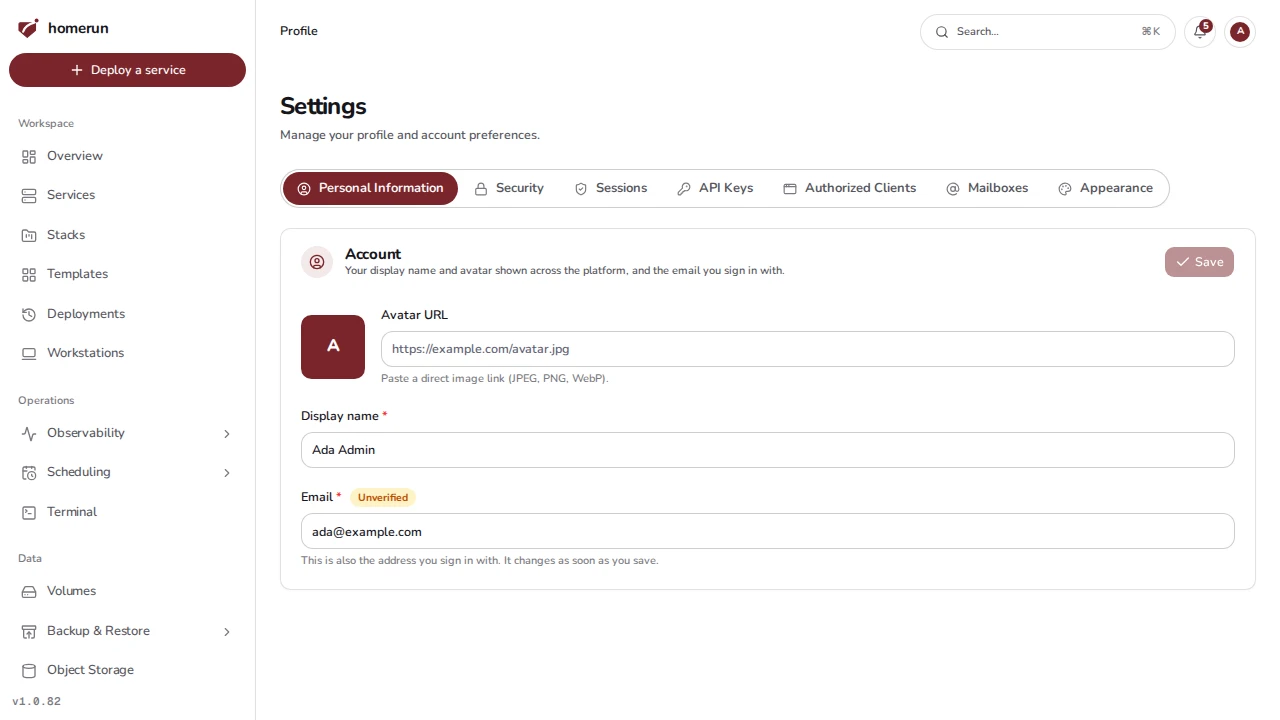 homerun
Deploy a service
Workspace
Overview
Services
Stacks
Templates
Deployments
Workstations
Operations
Observability
Scheduling
Terminal
Data
Volumes
Backup & Restore
Object Storage
v1.0.82
Profile
Search...
⌘K
5
A
Settings
Manage your profile and account preferences.
Personal Information
Security
Sessions
API Keys
Authorized Clients
Mailboxes
Appearance
Account
Your display name and avatar shown across the platform, and the email you sign in with.
Save
A
Avatar URL
https://example.com/avatar.jpg
Paste a direct image link (JPEG, PNG, WebP).
Display name *
Ada Admin
Email * Unverified
ada@example.com
This is also the address you sign in with. It changes as soon as you save.